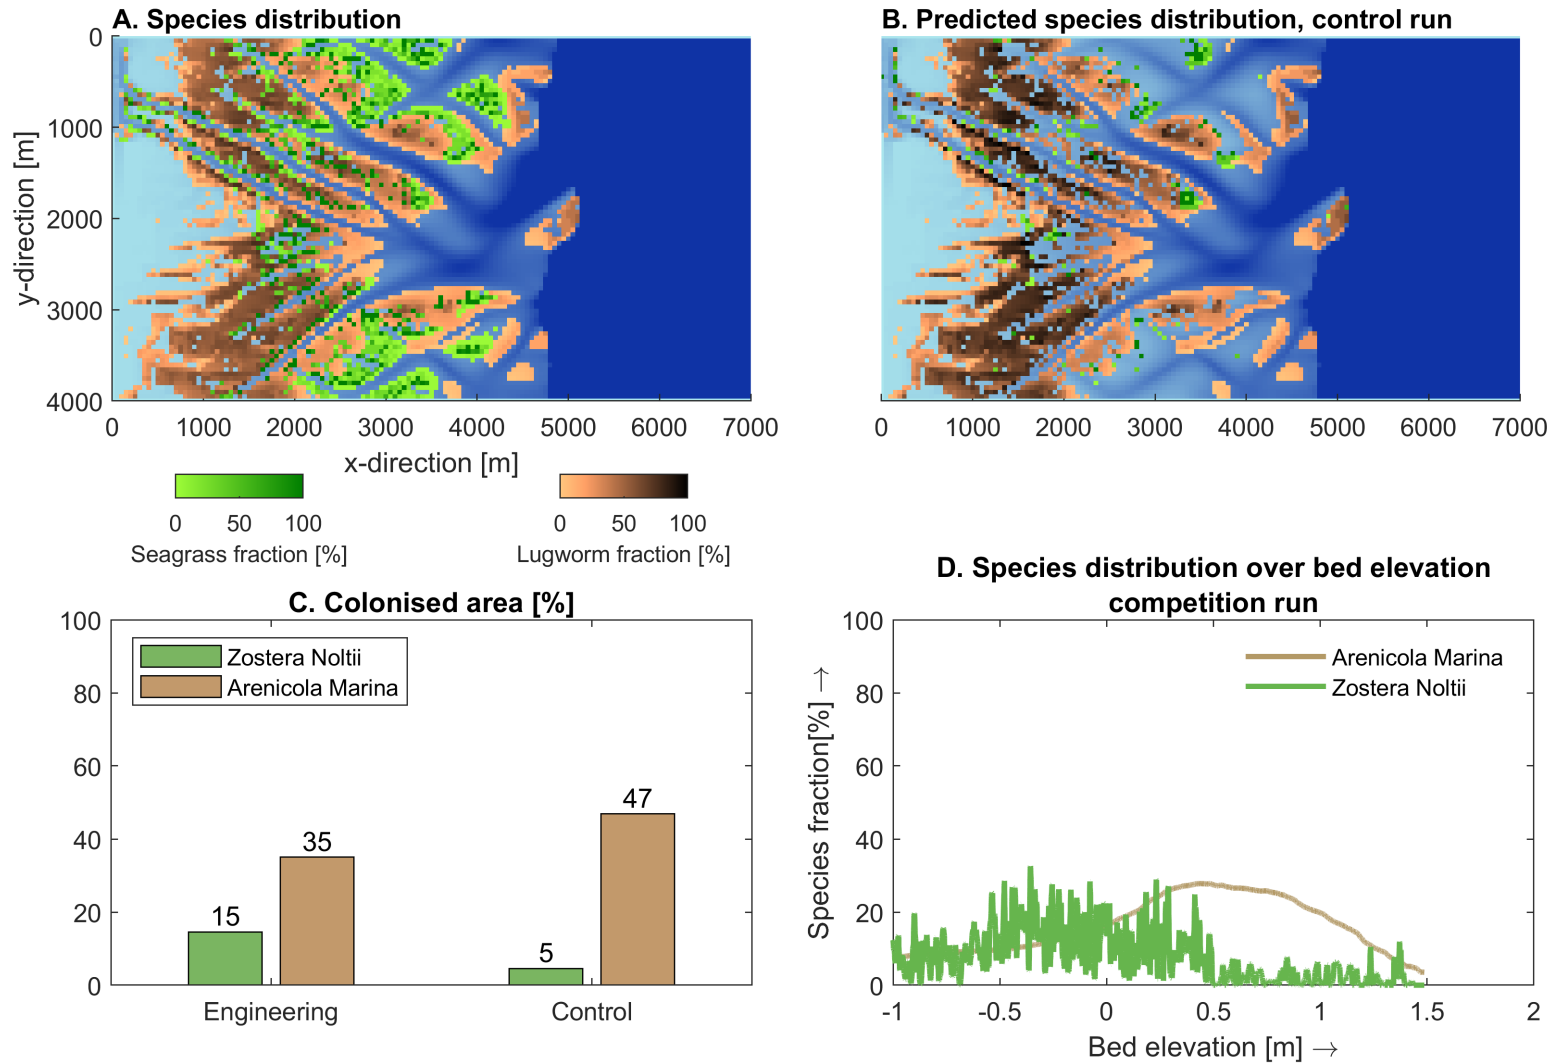 A. Species distribution
B. Predicted species distribution, control run
y-direction [m]
0
1000
2000
3000
4000
0 1000 2000 3000 4000 5000 6000 7000
x-direction [m]
0 1000 2000 3000 4000 5000 6000 7000
0 50 100
Seagrass fraction [%]
0 50 100
Lugworm fraction [%]
C. Colonised area [%]
100
80
60
40
20
0
Zostera Noltii
Arenicola Marina
15
35
5
47
Engineering
Control
D. Species distribution over bed elevation
competition run
Species fraction[%] →
100
80
60
40
20
0
Arenicola Marina
Zostera Noltii
-1 -0.5 0 0.5 1 1.5 2
Bed elevation [m] →